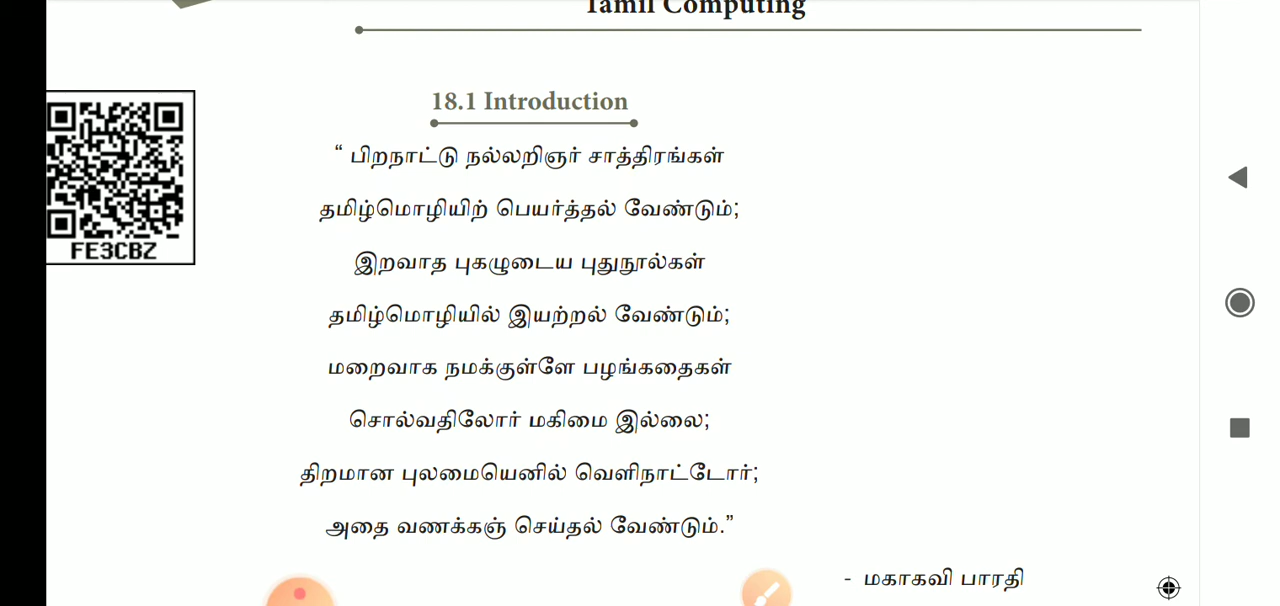 Tamil Computing
18.1 Introduction
“ பிறநாட்டு நல்லறிஞர் சாத்திரங்கள்
தமிழ்மொழியிற் பெயர்த்தல் வேண்டும்;
இறவாத புகழுடைய புதுநூல்கள்
தமிழ்மொழியில் இயற்றல் வேண்டும்;
மறைவாக நமக்குள்ளே பழங்கதைகள்
சொல்வதிலோர் மகிமை இல்லை;
திறமான புலமையெனில் வெளிநாட்டோர்;
அதை வணக்கஞ் செய்தல் வேண்டும்.”
- மகாகவி பாரதி
FE3CBZ